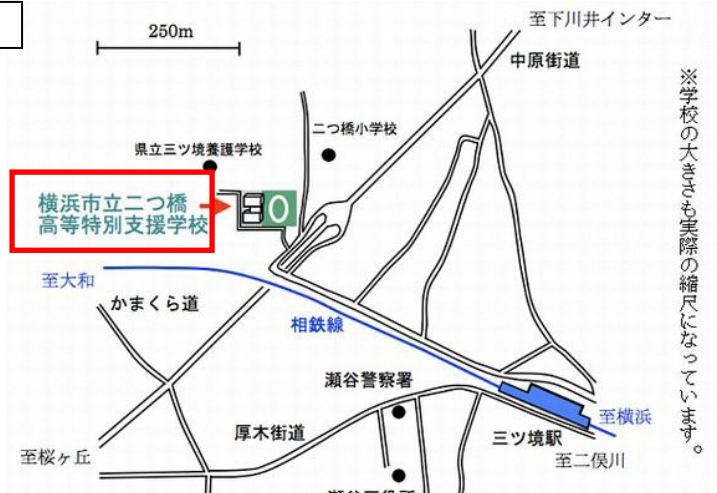 250m
至下川井インター
中原街道
二つ橋小学校
県立三ツ境養護学校
横浜市立二つ橋
高等特別支援学校
至大和
かまくら道
相鉄線
瀬谷警察署
厚木街道
至桜ヶ丘
三ツ境駅
至横浜
至二俣川
※学校の大きさも実際の縮尺になっています。